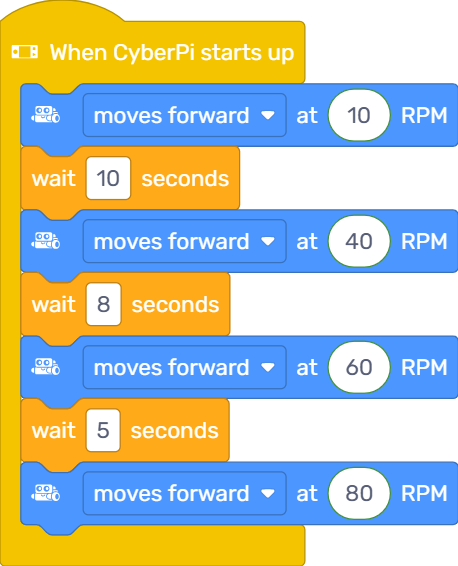 When CyberPi starts up
moves forward at 10 RPM
wait 10 seconds
moves forward at 40 RPM
wait 8 seconds
moves forward at 60 RPM
wait 5 seconds
moves forward at 80 RPM